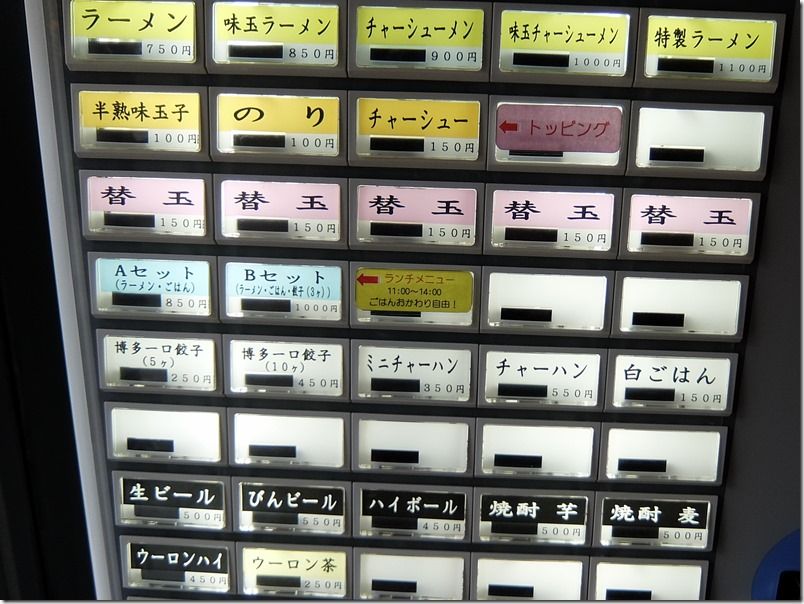 ラーメン
750円
味玉ラーメン
850円
チャーシューメン
900円
味玉チャーシューメン
1000円
特製ラーメン
1100円
半熟味玉子
100円
のり
100円
チャーシュー
150円
トッピング
替玉
150円
替玉
150円
替玉
150円
替玉
150円
替玉
150円
Aセット
(ラーメン・ごはん)
850円
Bセット
(ラーメン・ごはん・餃子(3ヶ))
1000円
ランチメニュー
11:00~14:00
ごはんおかわり自由!
博多一口餃子
(5ヶ)
250円
博多一口餃子
(10ヶ)
450円
ミニチャーハン
350円
チャーハン
550円
白ごはん
150円
生ビール
500円
びんビール
550円
ハイボール
450円
焼酎 芋
500円
焼酎 麦
500円
ウーロンハイ
450円
ウーロン茶
250円